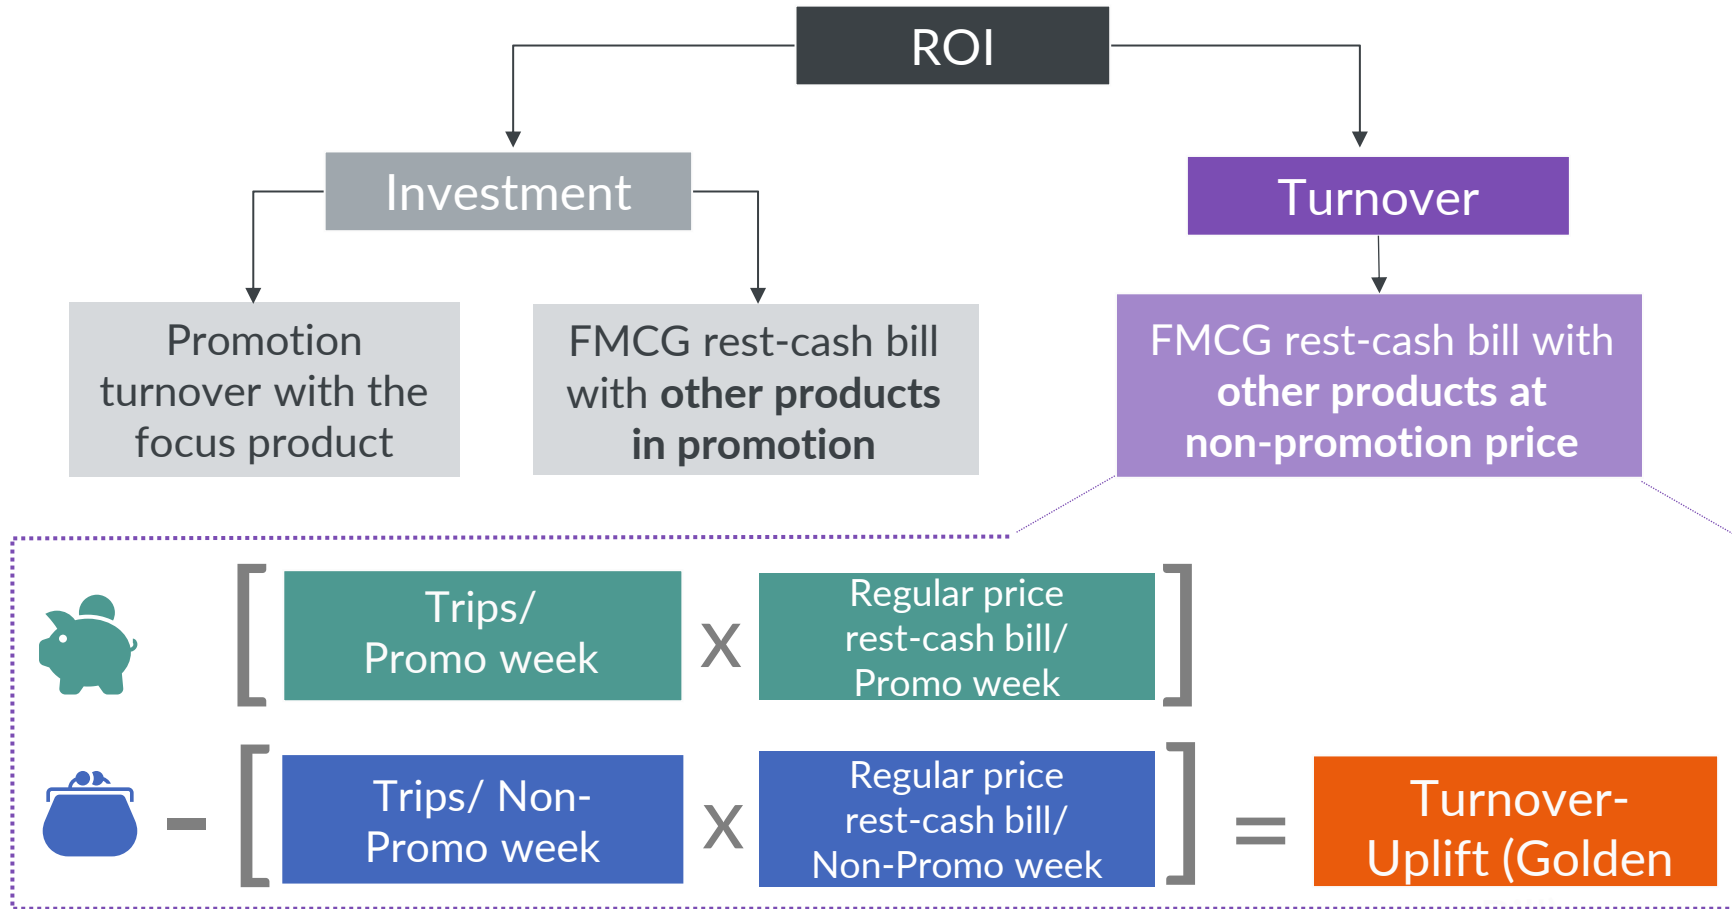 ROI
Investment
Turnover
Promotion
turnover with the
focus product
FMCG rest-cash bill
with other products
in promotion
FMCG rest-cash bill with
other products at
non-promotion price
[
Trips/
Promo week
x
Regular price
rest-cash bill/
Promo week
]
-
[
Trips/ Non-
Promo week
x
Regular price
rest-cash bill/
Non-Promo week
]
=
Turnover-
Uplift (Golden